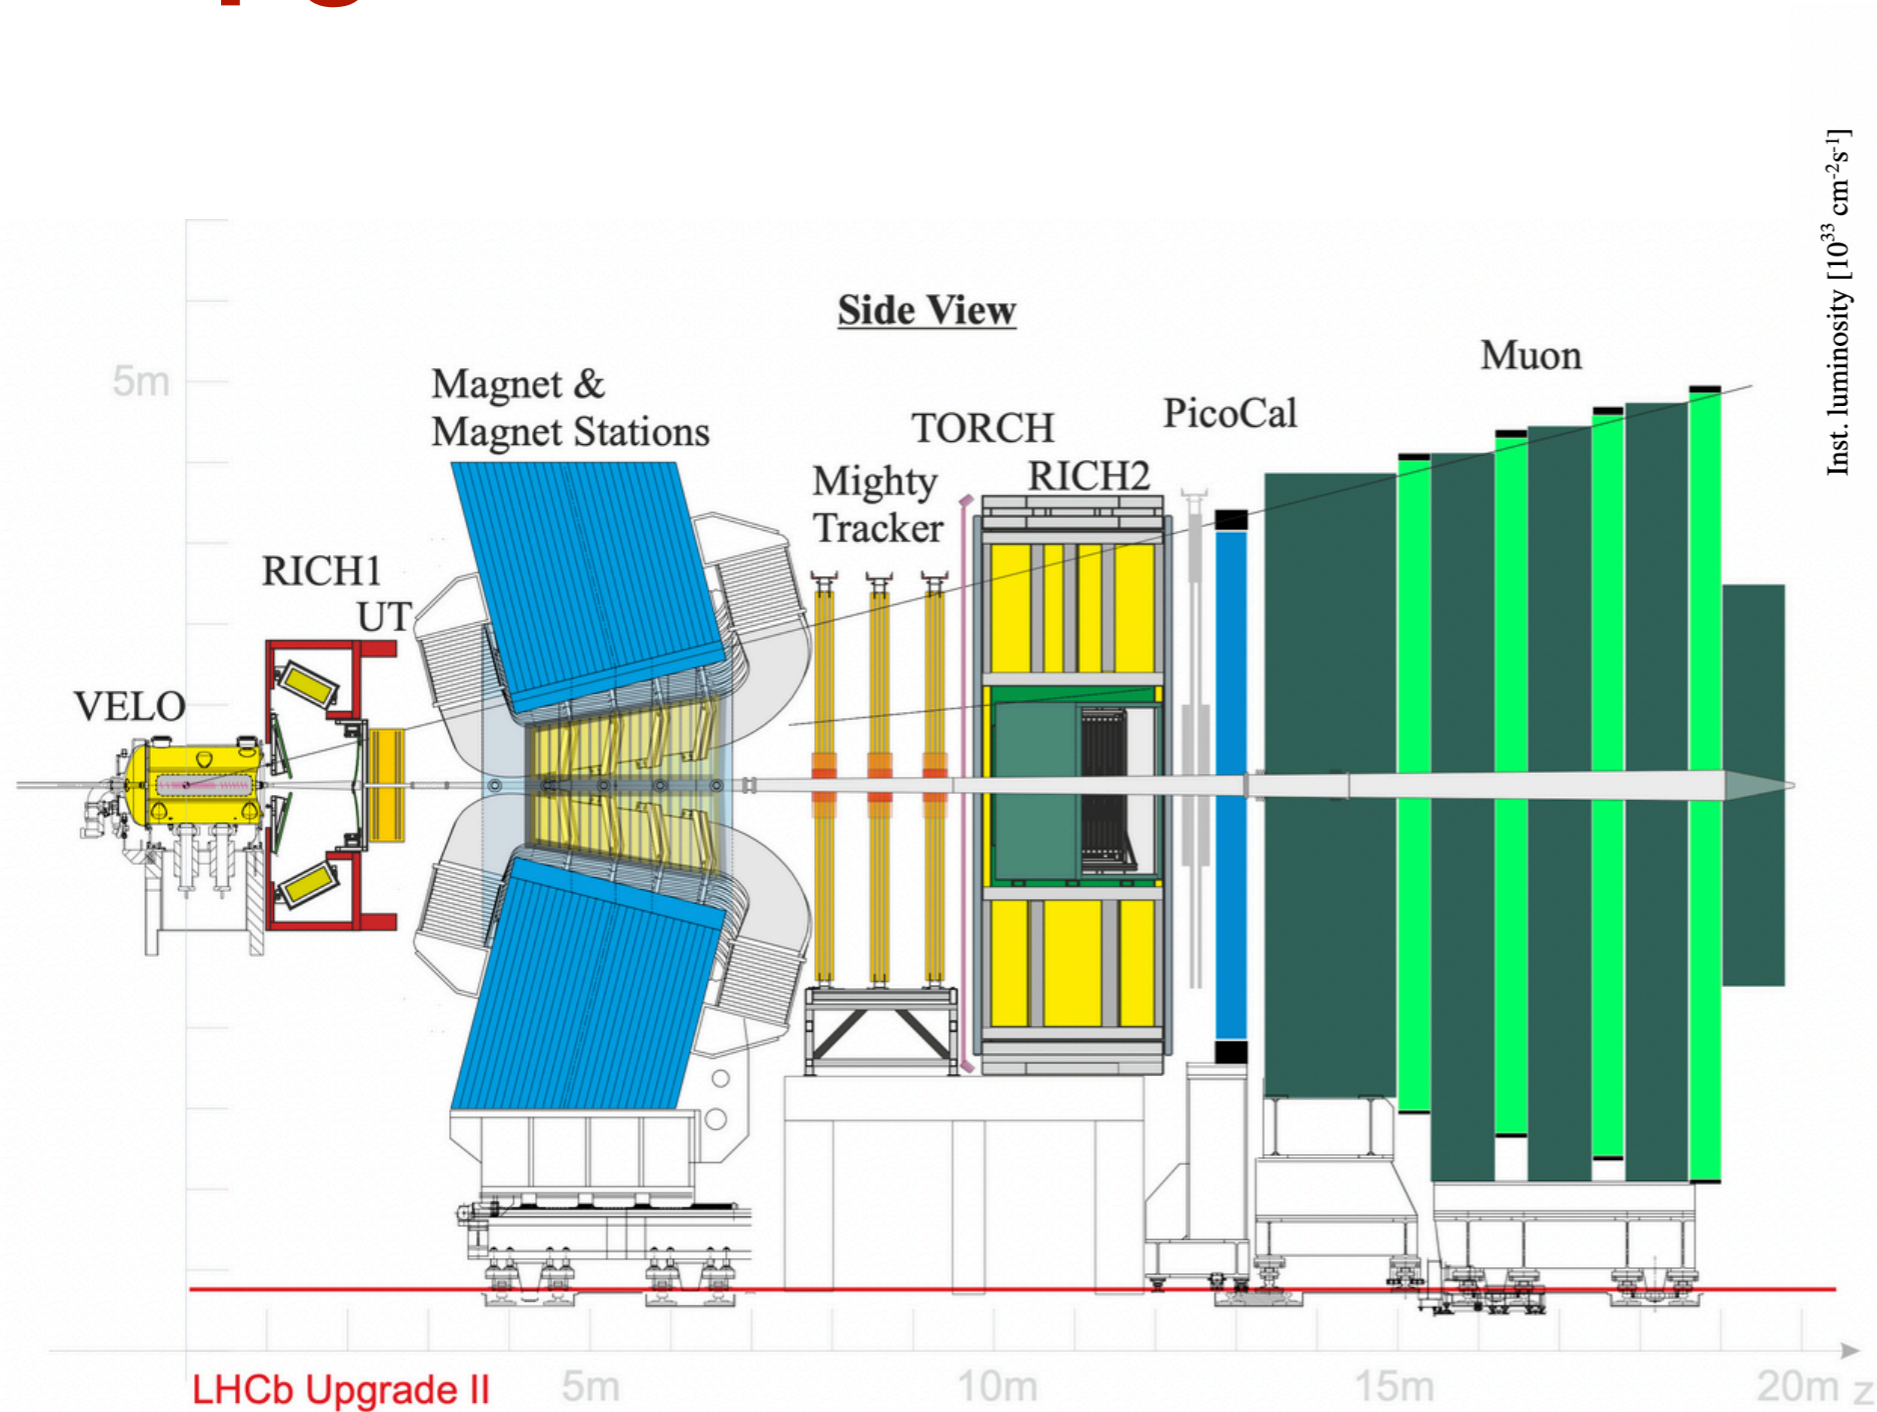 Inst. luminosity [10³³ cm⁻²s⁻¹]
Side View
Muon
5m
Magnet &
Magnet Stations
PicoCal
TORCH
RICH2
Mighty
Tracker
RICH1
UT
VELO
LHCb Upgrade II
5m
10m
15m
20m
z